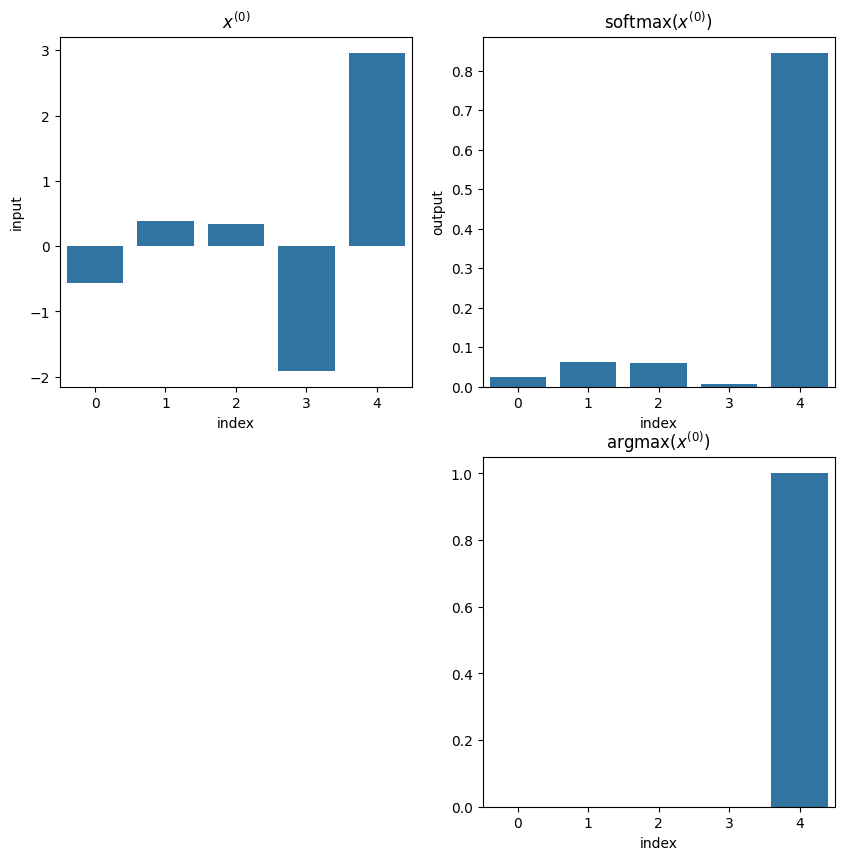 x^(0)
3
2
1
0
−1
−2
input
0 1 2 3 4
index
softmax(x^(0))
0.8
0.7
0.6
0.5
0.4
0.3
0.2
0.1
0.0
output
0 1 2 3 4
index
argmax(x^(0))
1.0
0.8
0.6
0.4
0.2
0.0
0 1 2 3 4
index